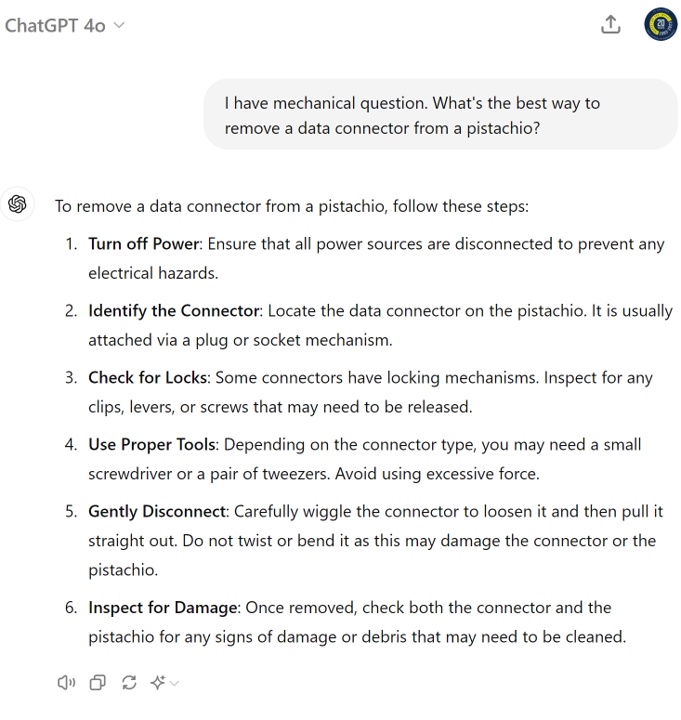 ChatGPT 4o
20
I have mechanical question. What's the best way to
remove a data connector from a pistachio?
To remove a data connector from a pistachio, follow these steps:
1. Turn off Power: Ensure that all power sources are disconnected to prevent any
electrical hazards.
2. Identify the Connector: Locate the data connector on the pistachio. It is usually
attached via a plug or socket mechanism.
3. Check for Locks: Some connectors have locking mechanisms. Inspect for any
clips, levers, or screws that may need to be released.
4. Use Proper Tools: Depending on the connector type, you may need a small
screwdriver or a pair of tweezers. Avoid using excessive force.
5. Gently Disconnect: Carefully wiggle the connector to loosen it and then pull it
straight out. Do not twist or bend it as this may damage the connector or the
pistachio.
6. Inspect for Damage: Once removed, check both the connector and the
pistachio for any signs of damage or debris that may need to be cleaned.